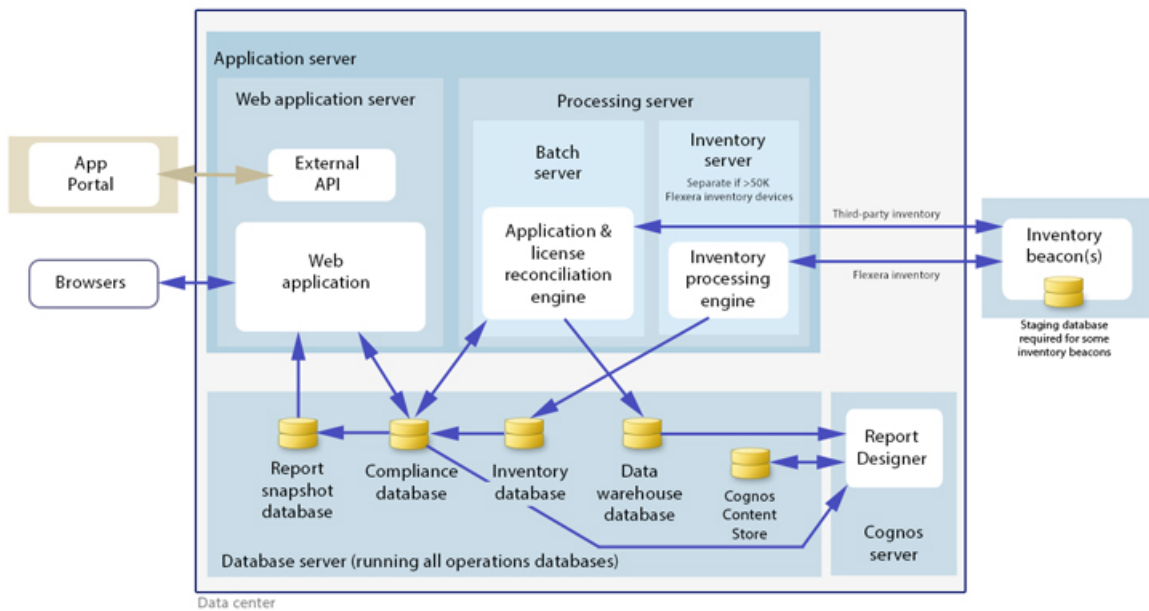 Application server
Web application server
Processing server
App
Portal
External
API
Batch
server
Inventory
server
Separate if >50K
Flexera inventory devices
Third-party inventory
Browsers
Web
application
Application &
license
reconciliation
engine
Inventory
processing
engine
Flexera inventory
Inventory
beacon(s)
Staging database
required for some
inventory beacons
Report
snapshot
database
Compliance
database
Inventory
database
Data
warehouse
database
Cognos
Content
Store
Report
Designer
Cognos
server
Database server (running all operations databases)
Data center